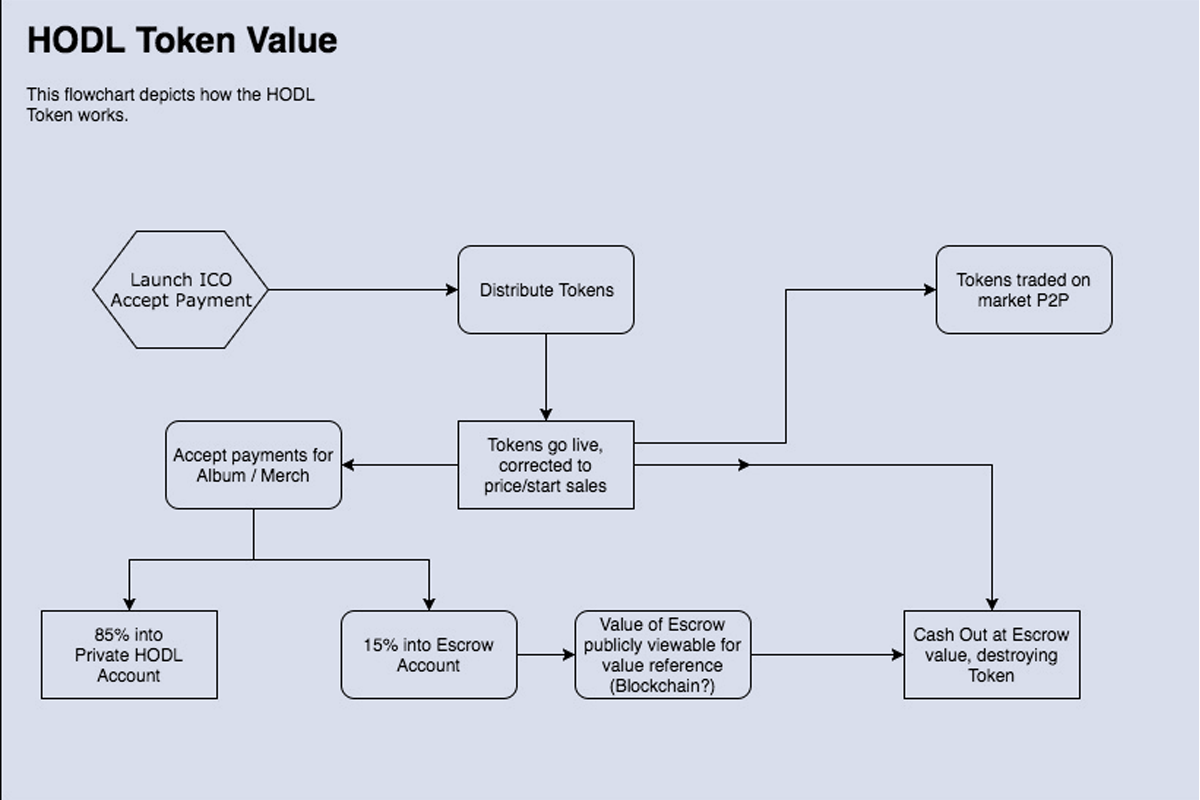 HODL Token Value
This flowchart depicts how the HODL
Token works.
Launch ICO
Accept Payment
Distribute Tokens
Tokens traded on
market P2P
Accept payments for
Album / Merch
Tokens go live,
corrected to
price/start sales
85% into
Private HODL
Account
15% into Escrow
Account
Value of Escrow
publicly viewable for
value reference
(Blockchain?)
Cash Out at Escrow
value, destroying
Token